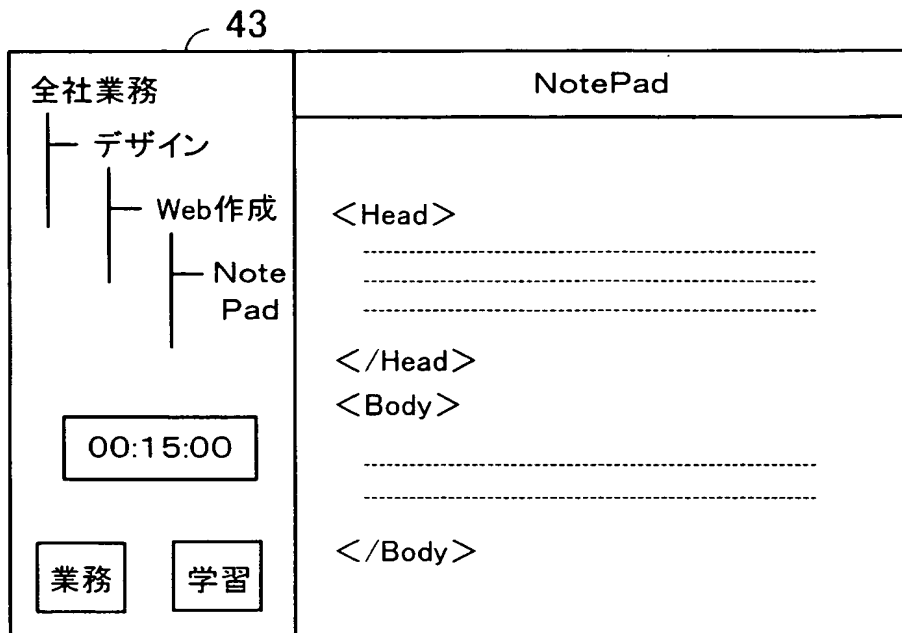 43
全社業務
デザイン
Web作成
Note
Pad
00:15:00
業務
学習
NotePad
<Head>
</Head>
<Body>
</Body>